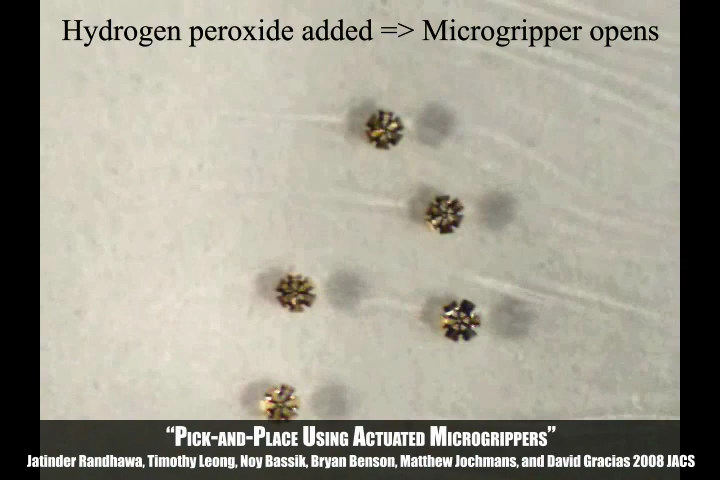 Hydrogen peroxide added => Microgripper opens
“Pick-and-Place Using Actuated Microgrippers”
Jatinder Randhawa, Timothy Leong, Noy Bassik, Bryan Benson, Matthew Jochmans, and David Gracias 2008 JACS